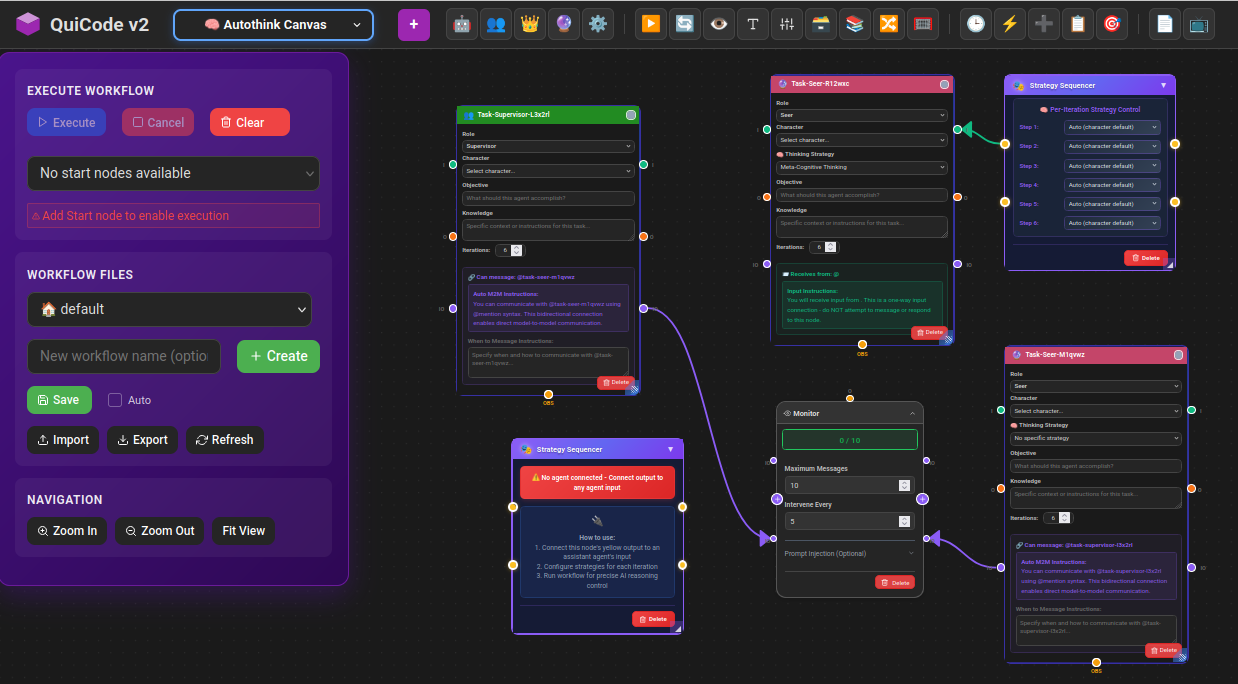 QuiCode v2
Autothink Canvas
+
T
EXECUTE WORKFLOW
Execute
Cancel
Clear
No start nodes available
Add Start node to enable execution
WORKFLOW FILES
default
New workflow name (optio
+ Create
Save
Auto
Import
Export
Refresh
NAVIGATION
Zoom In
Zoom Out
Fit View
Task-Supervisor-L3x2rl
Role
Supervisor
Character
Select character...
Objective
What should this agent accomplish?
Knowledge
Specific context or instructions for this task...
Iterations: 6
Can message: @task-seer-m1qvwz
Auto M2M Instructions:
You can communicate with @task-seer-m1qvwz using
@mention syntax. This bidirectional connection
enables direct model-to-model communication.
When to Message Instructions:
Specify when and how to communicate with @task-
seer-m1qvwz...
Delete
I
I
O
O
IO
OBS
Strategy Sequencer
No agent connected - Connect output to
any agent input
How to use:
1. Connect this node's yellow output to an
assistant agent's input
2. Configure strategies for each iteration
3. Run workflow for precise AI reasoning
control
Delete
Task-Seer-R12wxc
Role
Seer
Character
Select character...
Thinking Strategy
Meta-Cognitive Thinking
Objective
What should this agent accomplish?
Knowledge
Specific context or instructions for this task...
Iterations: 6
Receives from: @
Input Instructions:
You will receive input from . This is a one-way input
connection - do NOT attempt to message or respond
to this node.
Delete
I
O
O
IO
IO
OBS
Monitor
0 / 10
Maximum Messages
10
Intervene Every
5
Prompt Injection (Optional)
Delete
O
IO
IO
Strategy Sequencer
Per-Iteration Strategy Control
Step 1: Auto (character default)
Step 2: Auto (character default)
Step 3: Auto (character default)
Step 4: Auto (character default)
Step 5: Auto (character default)
Step 6: Auto (character default)
Delete
Task-Seer-M1qvwz
Role
Seer
Character
Select character...
Thinking Strategy
No specific strategy
Objective
What should this agent accomplish?
Knowledge
Specific context or instructions for this task...
Iterations: 6
Can message: @task-supervisor-l3x2rl
Auto M2M Instructions:
You can communicate with @task-supervisor-l3x2rl
using @mention syntax. This bidirectional connection
enables direct model-to-model communication.
When to Message Instructions:
Specify when and how to communicate with @task-
supervisor-l3x2rl...
Delete
I
I
O
O
IO
IO
OBS